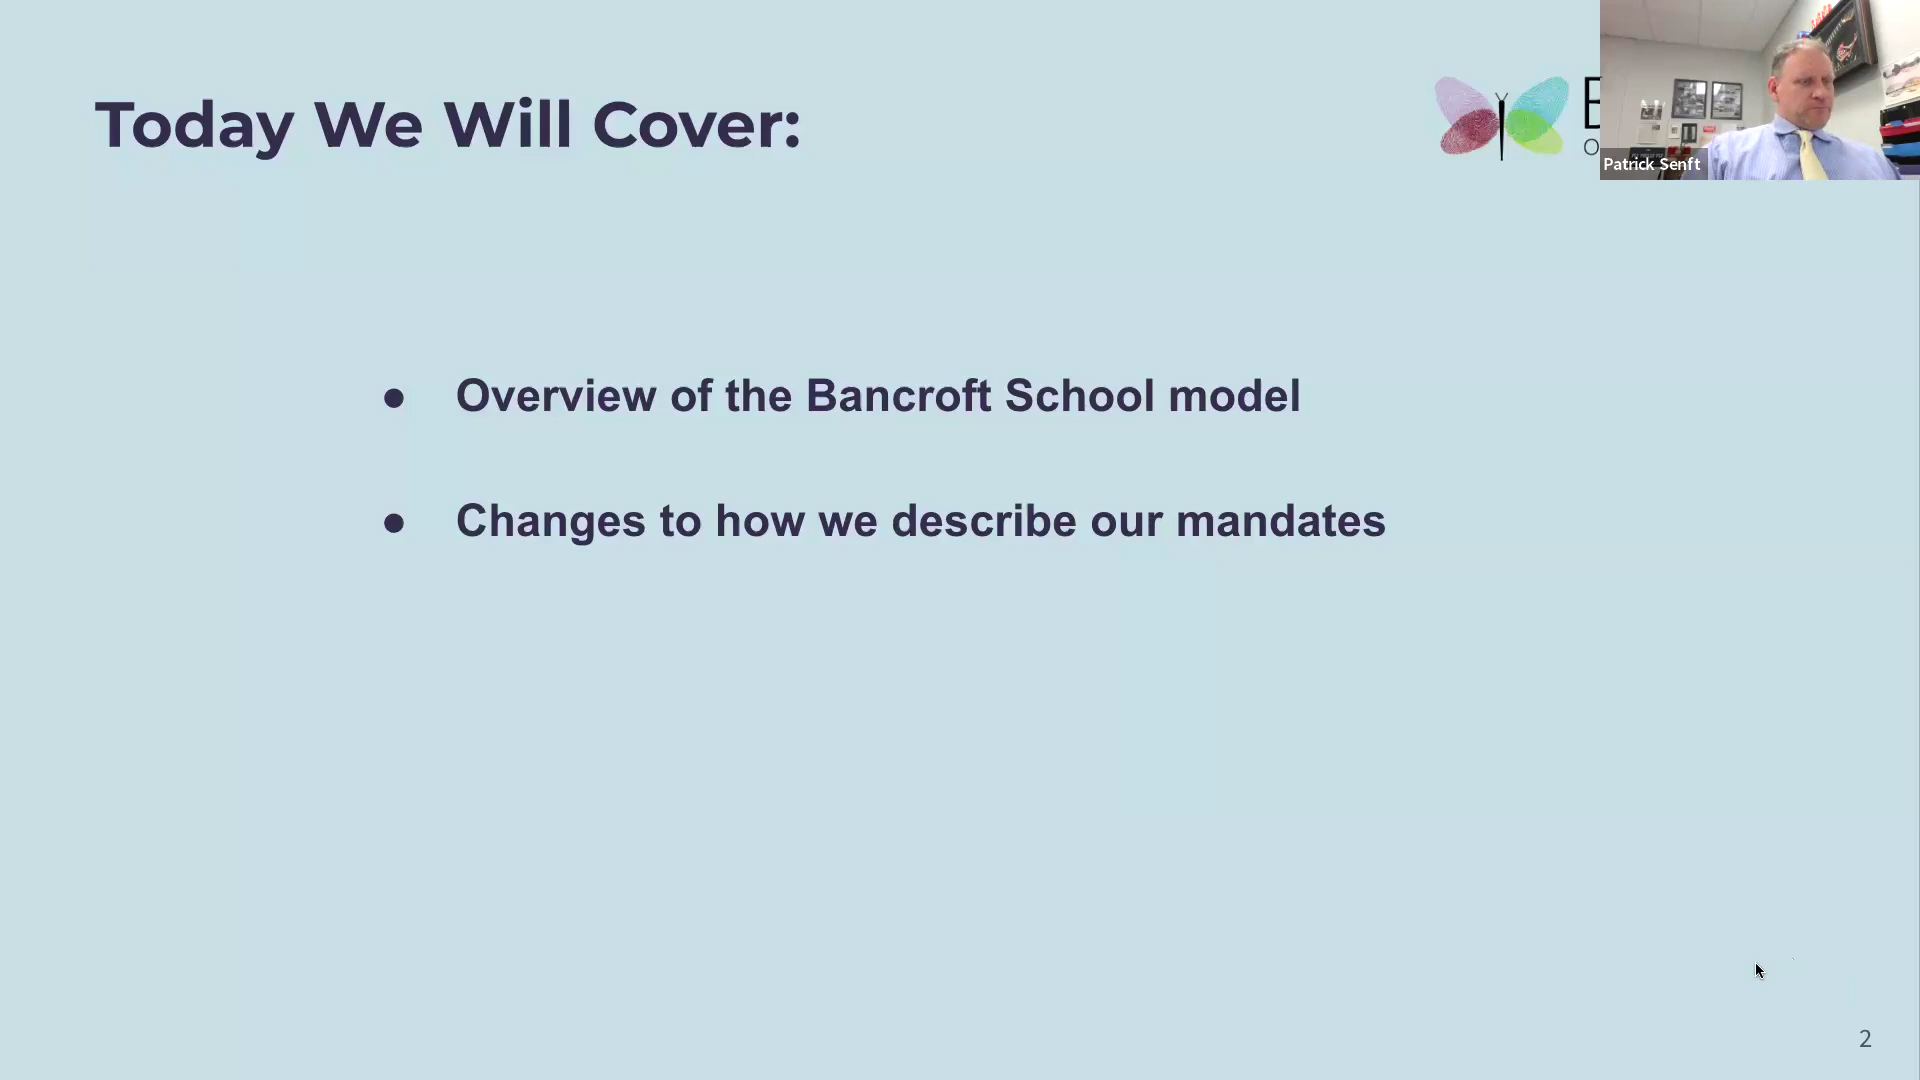 Today We Will Cover:
Patrick Senft
● Overview of the Bancroft School model
● Changes to how we describe our mandates
2